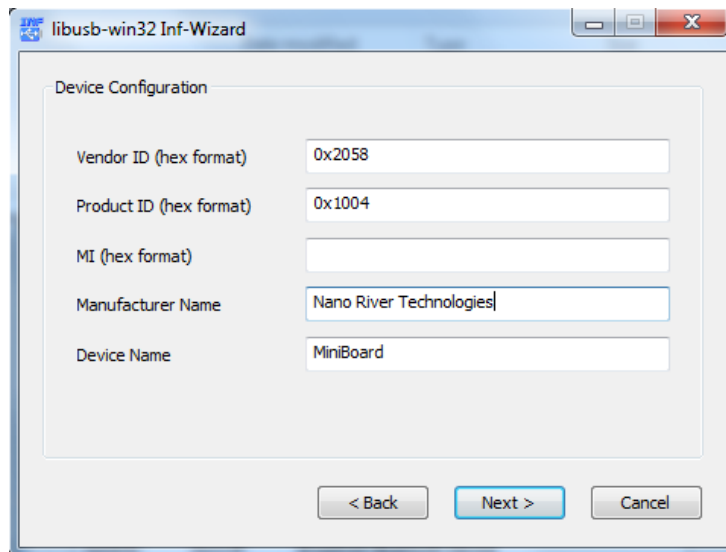 libusb-win32 Inf-Wizard
Device Configuration
Vendor ID (hex format) 0x2058
Product ID (hex format) 0x1004
MI (hex format)
Manufacturer Name Nano River Technologies
Device Name MiniBoard
< Back Next > Cancel